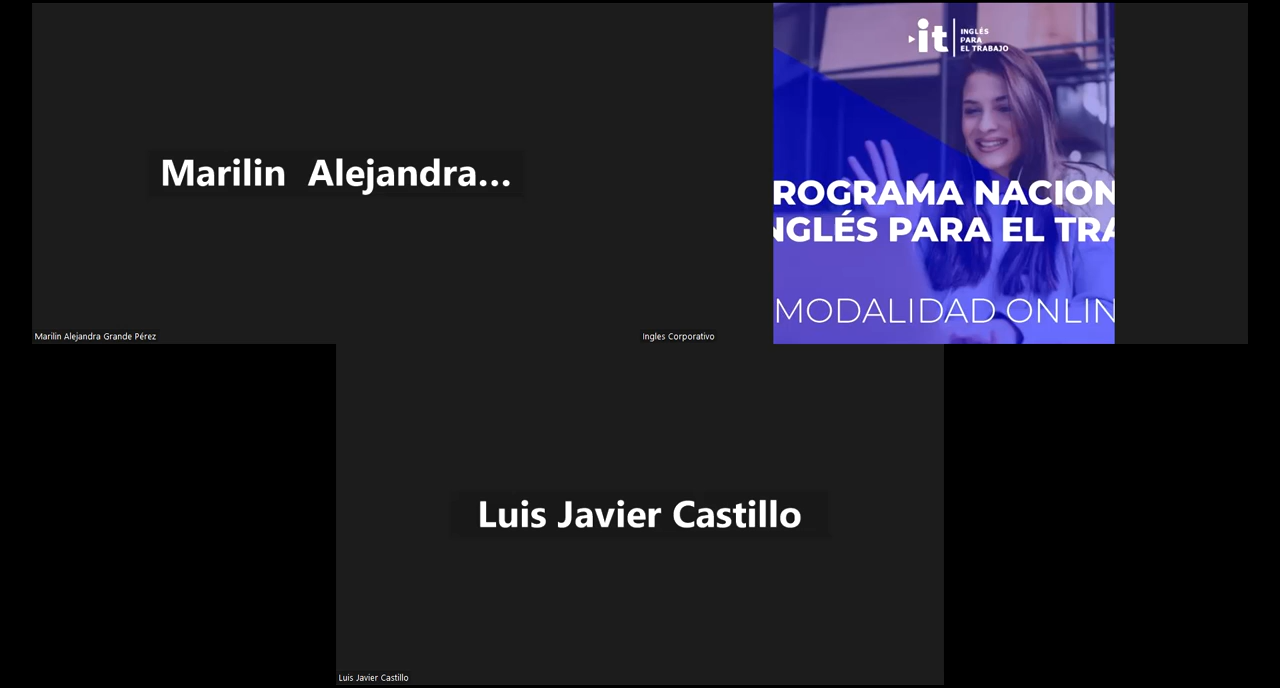 it INGLÉS
PARA
EL TRABAJO
Marilin Alejandra...
ROGRAMA NACION
NGLÉS PARA EL TRA
MODALIDAD ONLIN
Marilin Alejandra Grande Pérez
Ingles Corporativo
Luis Javier Castillo
Luis Javier Castillo